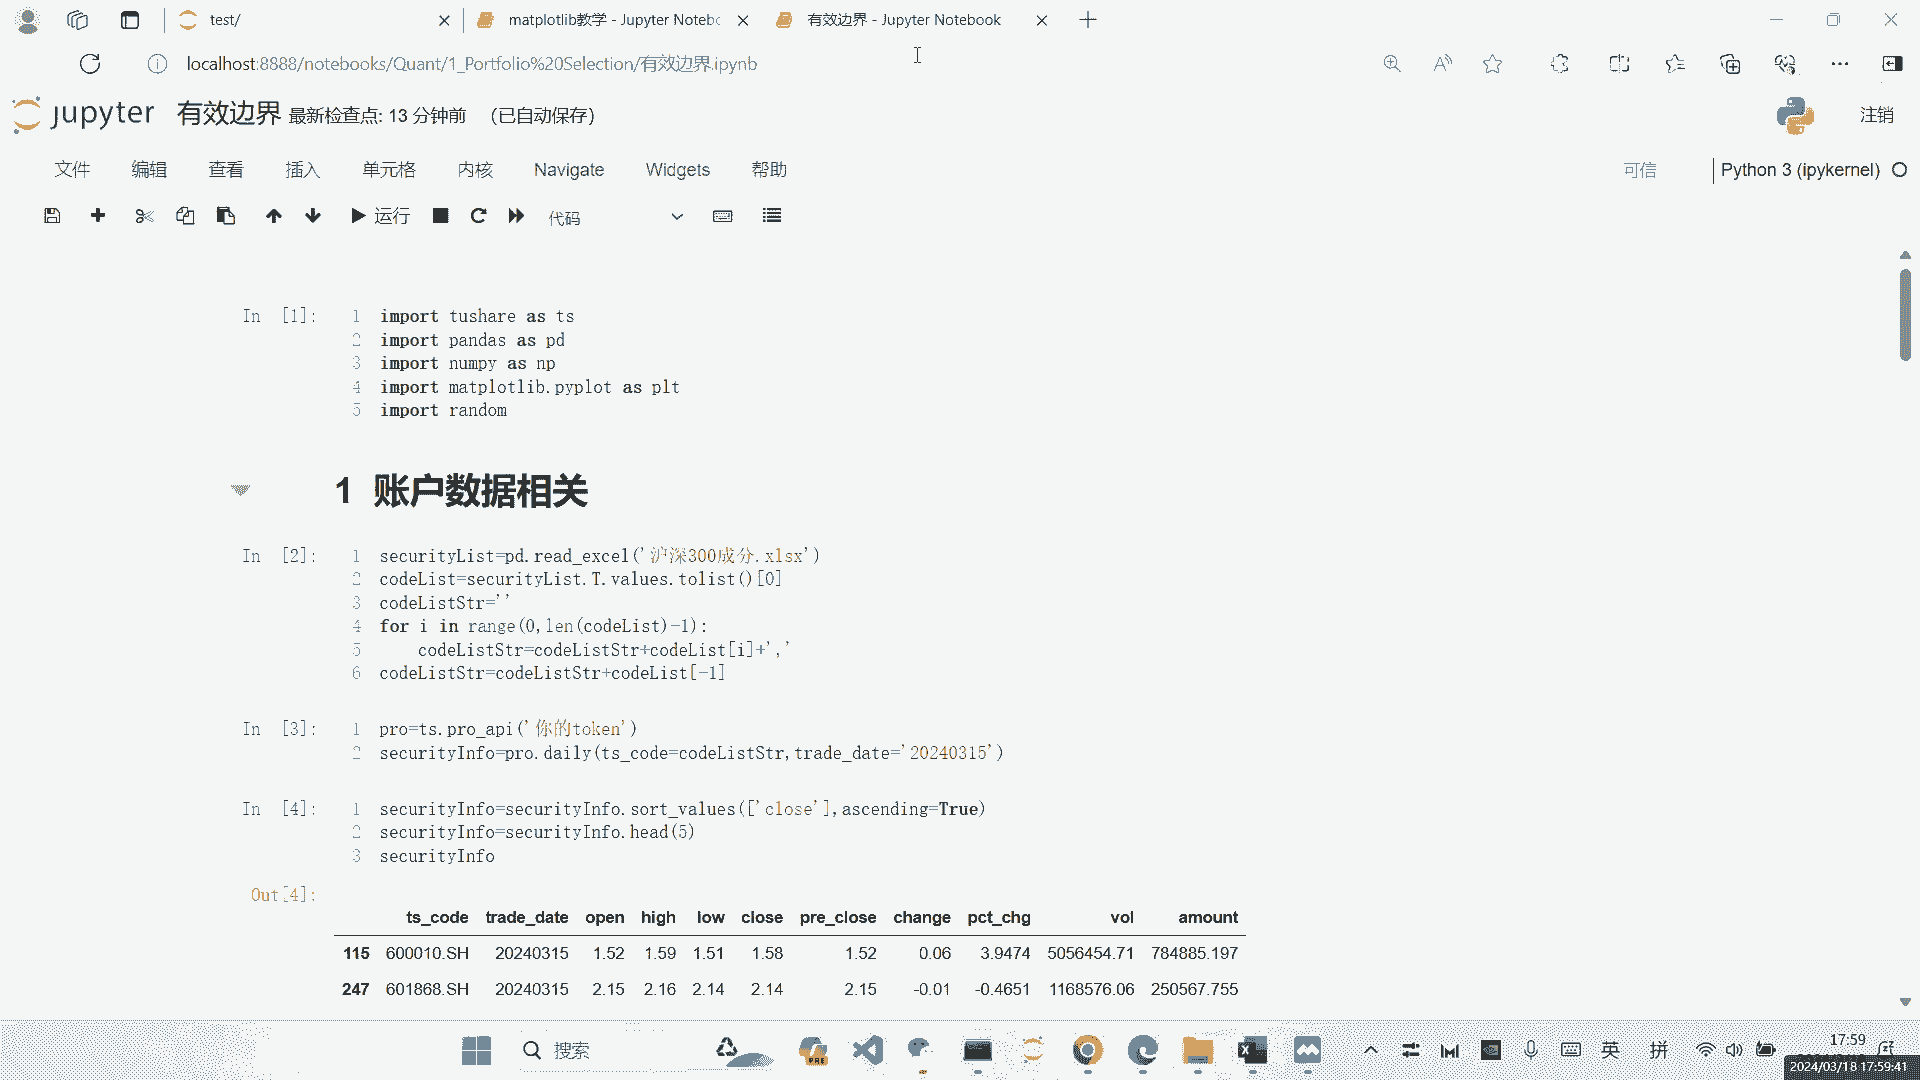 test/
matplotlib教学 - Jupyter Notebo
有效边界 - Jupyter Notebook
localhost:8888/notebooks/Quant/1_Portfolio%20Selection/有效边界.ipynb
jupyter 有效边界 最新检查点: 13 分钟前 (已自动保存) 注销
文件 编辑 查看 插入 单元格 内核 Navigate Widgets 帮助 可信 Python 3 (ipykernel)
运行 代码
In [1]: 1 import tushare as ts
2 import pandas as pd
3 import numpy as np
4 import matplotlib.pyplot as plt
5 import random
1 账户数据相关
In [2]: 1 securityList=pd.read_excel('沪深300成分.xlsx')
2 codeList=securityList.T.values.tolist()[0]
3 codeListStr=''
4 for i in range(0,len(codeList)-1):
5 codeListStr=codeListStr+codeList[i]+','
6 codeListStr=codeListStr+codeList[-1]
In [3]: 1 pro=ts.pro_api('你的token')
2 securityInfo=pro.daily(ts_code=codeListStr,trade_date='20240315')
In [4]: 1 securityInfo=securityInfo.sort_values(['close'],ascending=True)
2 securityInfo=securityInfo.head(5)
3 securityInfo
Out[4]:
ts_code trade_date open high low close pre_close change pct_chg vol amount
115 600010.SH 20240315 1.52 1.59 1.51 1.58 1.52 0.06 3.9474 5056454.71 784885.197
247 601868.SH 20240315 2.15 2.16 2.14 2.14 2.15 -0.01 -0.4651 1168576.06 250567.755
搜索 PRE 英 拼 17:59
2024/03/18 17:59:41